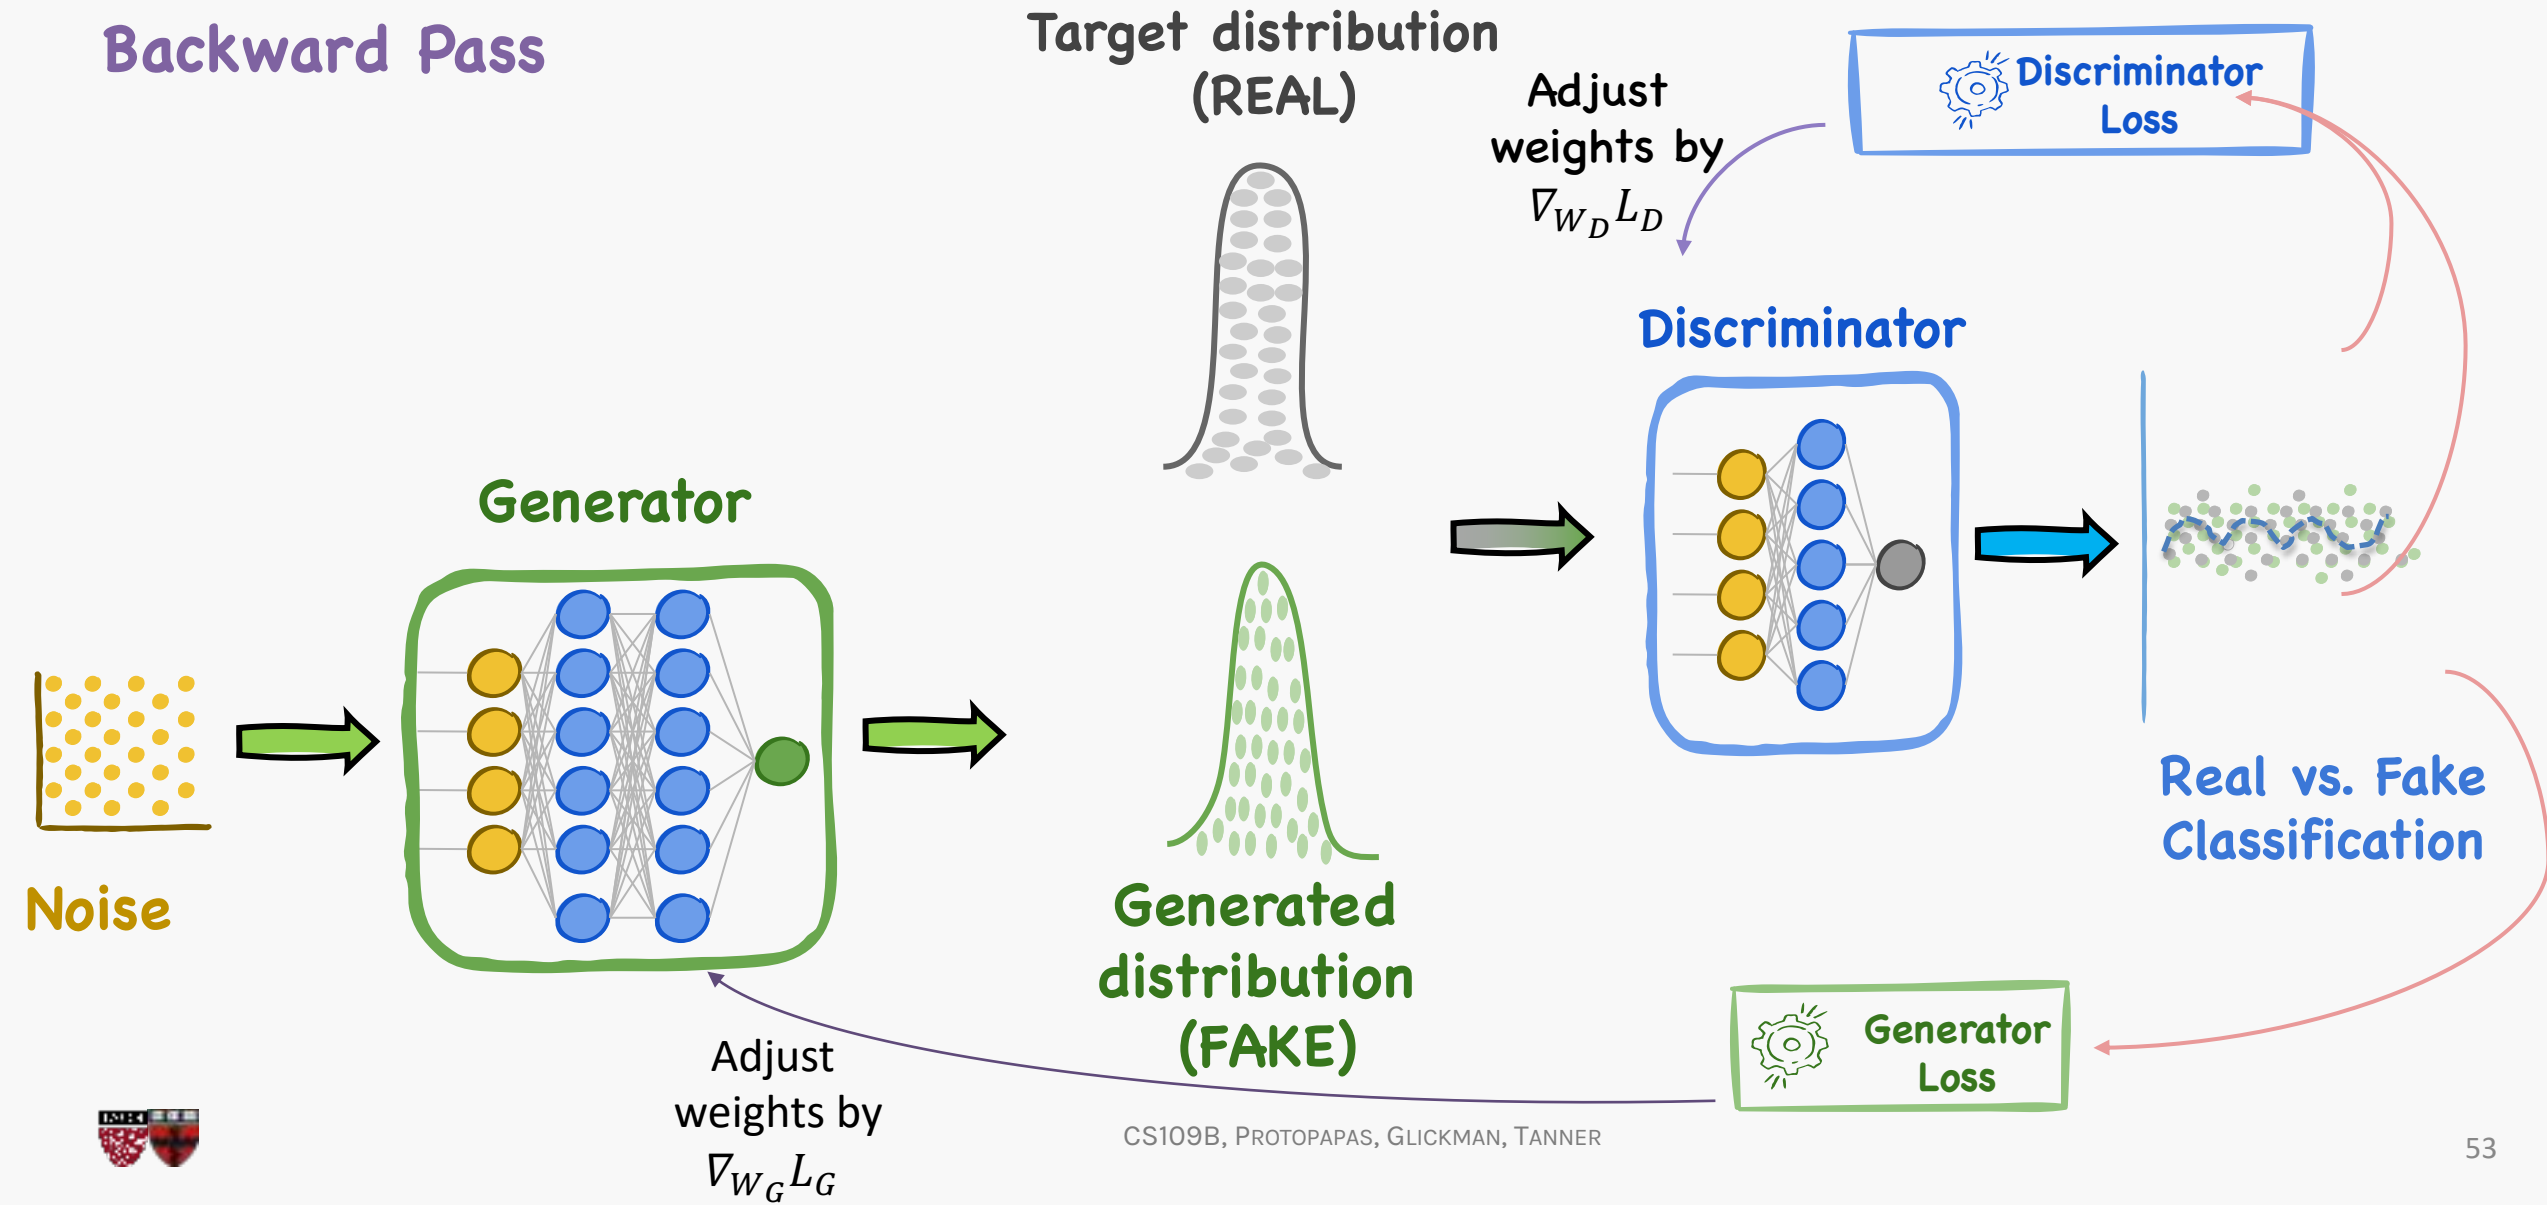 Backward Pass
Target distribution
(REAL)
Adjust
weights by
∇_{W_D} L_D
Discriminator
Loss
Discriminator
Generator
Noise
Real vs. Fake
Classification
Generated
distribution
(FAKE)
Generator
Loss
Adjust
weights by
∇_{W_G} L_G
CS109B, PROTOPAPAS, GLICKMAN, TANNER
53